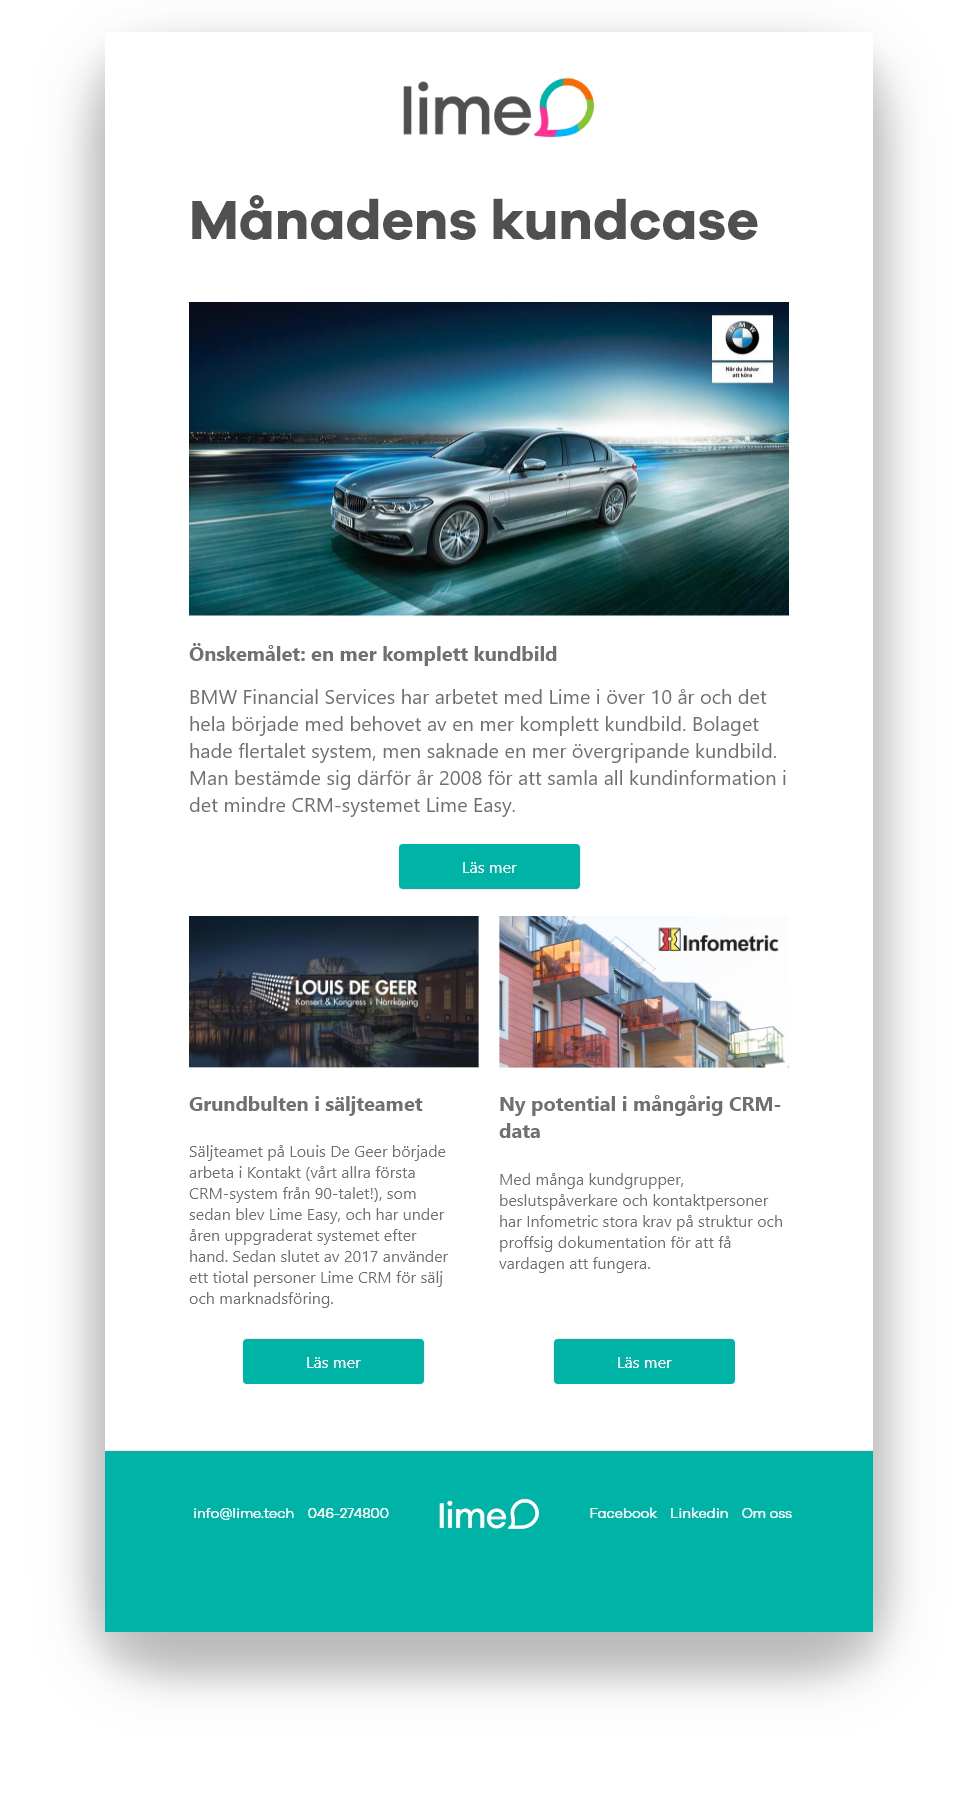 lime
Månadens kundcase
BMW
När du älskar
att köra
Önskemålet: en mer komplett kundbild
BMW Financial Services har arbetet med Lime i över 10 år och det
hela började med behovet av en mer komplett kundbild. Bolaget
hade flertalet system, men saknade en mer övergripande kundbild.
Man bestämde sig därför år 2008 för att samla all kundinformation i
det mindre CRM-systemet Lime Easy.
Läs mer
LOUIS DE GEER
Konsert & Kongress i Norrköping
Grundbulten i säljteamet
Säljteamet på Louis De Geer började
arbeta i Kontakt (vårt allra första
CRM-system från 90-talet!), som
sedan blev Lime Easy, och har under
åren uppgraderat systemet efter
hand. Sedan slutet av 2017 använder
ett tiotal personer Lime CRM för sälj
och marknadsföring.
Läs mer
Infometric
Ny potential i mångårig CRM-
data
Med många kundgrupper,
beslutspåverkare och kontaktpersoner
har Infometric stora krav på struktur och
proffsig dokumentation för att få
vardagen att fungera.
Läs mer
info@lime.tech 046-274800 lime Facebook Linkedin Om oss